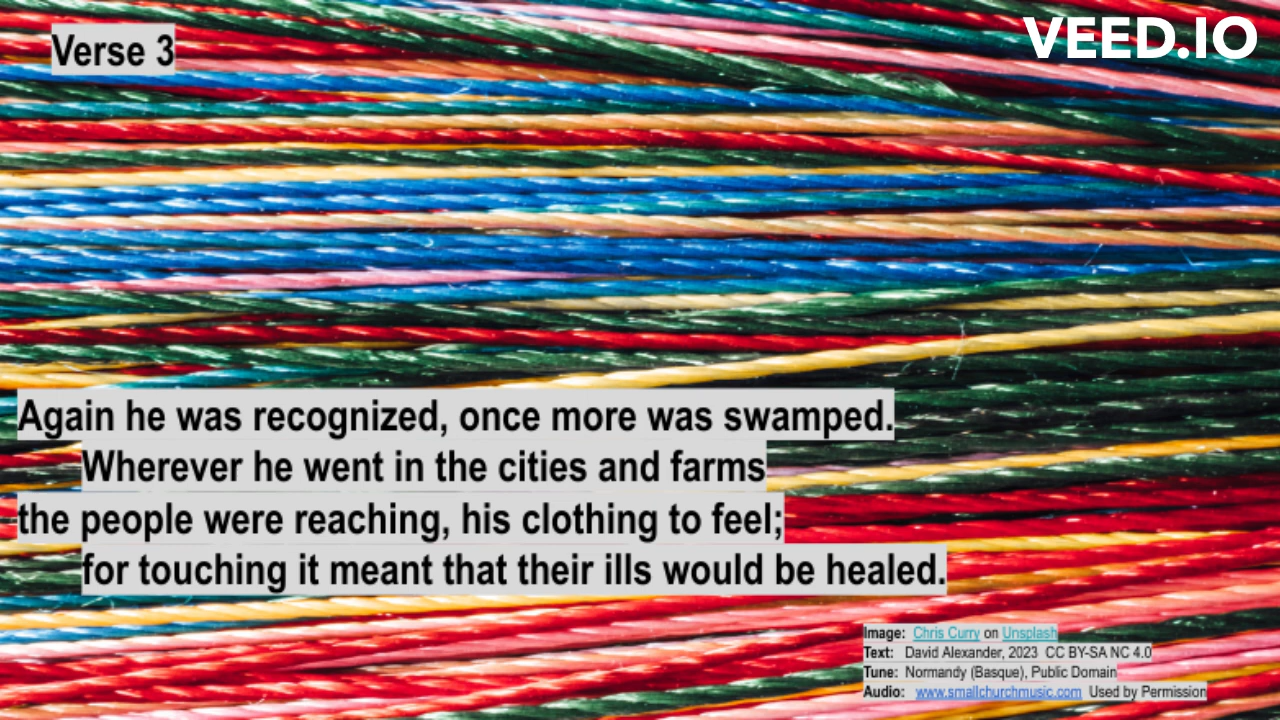 Verse 3
VEED.IO
Again he was recognized, once more was swamped.
Wherever he went in the cities and farms
the people were reaching, his clothing to feel;
for touching it meant that their ills would be healed.
Image: Chris Curry on Unsplash
Text: David Alexander, 2023 CC BY-SA NC 4.0
Tune: Normandy (Basque), Public Domain
Audio: www.smallchurchmusic.com Used by Permission